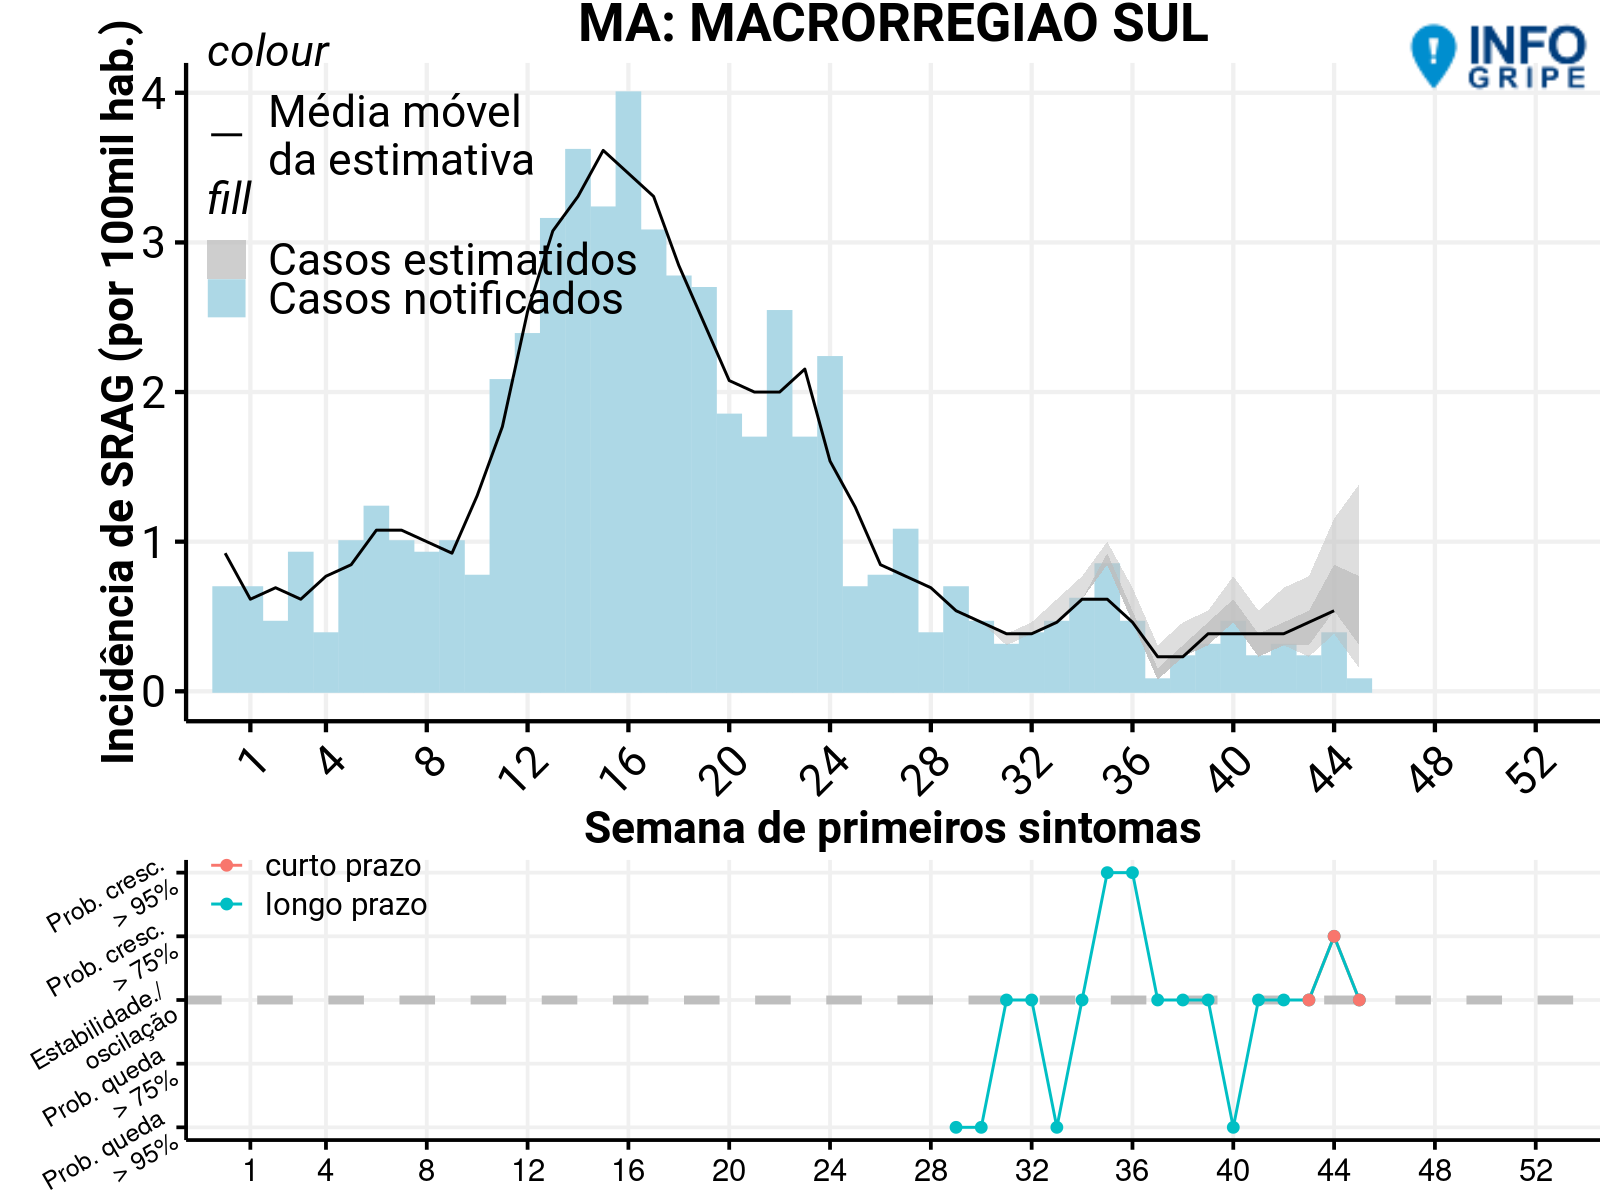 MA: MACRORREGIAO SUL
INFO
GRIPE
colour
Média móvel
da estimativa
fill
Casos estimatidos
Casos notificados
Incidência de SRAG (por 100mil hab.)
4
3
2
1
0
1 4 8 12 16 20 24 28 32 36 40 44 48 52
Semana de primeiros sintomas
curto prazo
longo prazo
Prob. cresc.
> 95%
Prob. cresc.
> 75%
Estabilidade./
oscilação
Prob. queda
> 75%
Prob. queda
> 95%
1 4 8 12 16 20 24 28 32 36 40 44 48 52